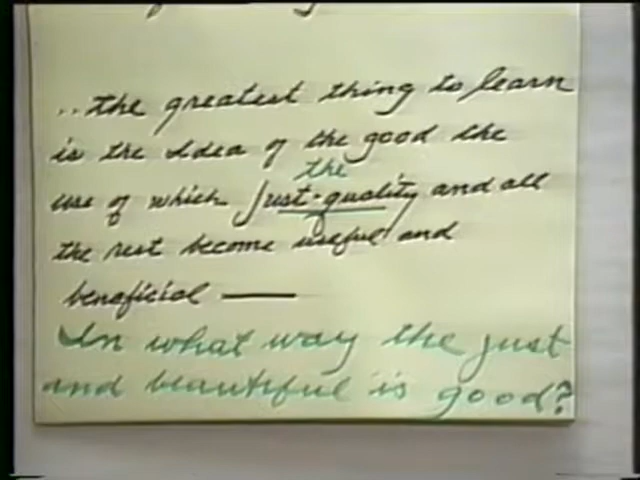 ..the greatest thing to learn
is the idea of the good the
the
use of which just-quality and all
the rest become useful and
beneficial —
In what way the just
and beautiful is good?